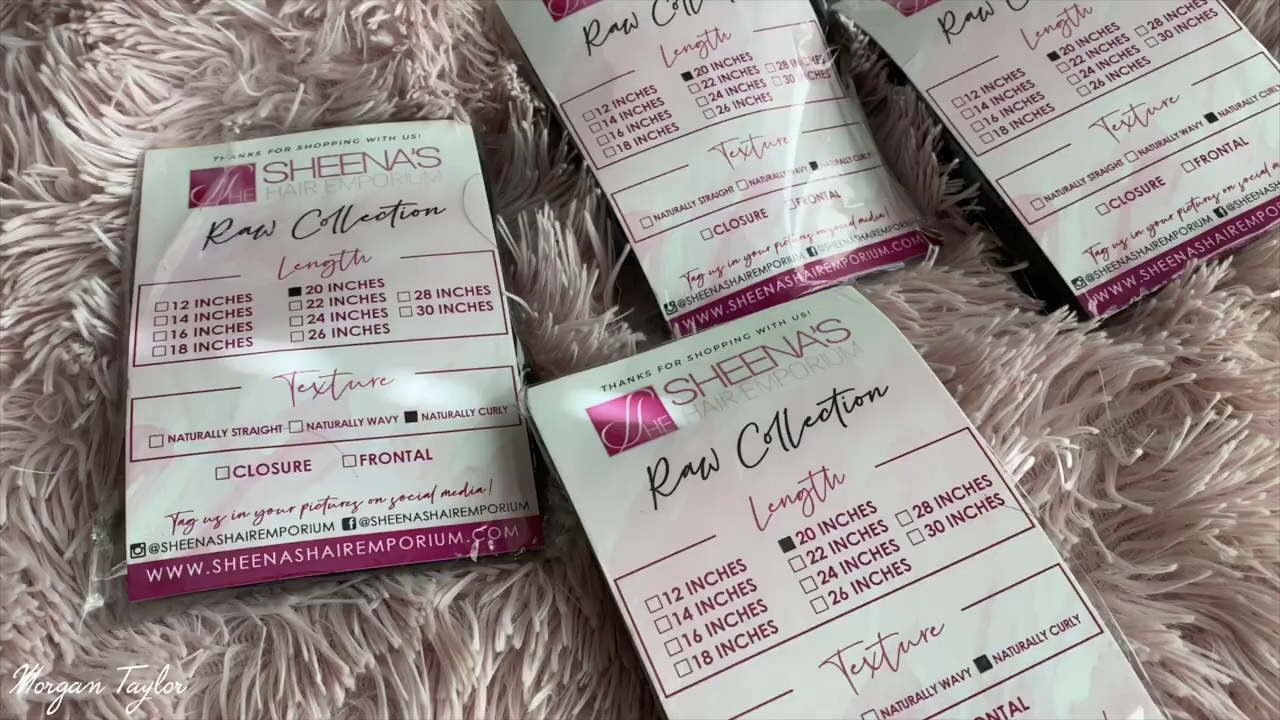 THANKS FOR SHOPPING WITH US!
SHE
SHEENA'S
HAIR EMPORIUM
Raw Collection
Length
12 INCHES
14 INCHES
16 INCHES
18 INCHES
20 INCHES
22 INCHES
24 INCHES
26 INCHES
28 INCHES
30 INCHES
Texture
NATURALLY STRAIGHT NATURALLY WAVY NATURALLY CURLY
CLOSURE FRONTAL
Tag us in your pictures on social media!
@SHEENASHAIREMPORIUM @SHEENASHAIREMPORIUM
WWW.SHEENASHAIREMPORIUM.COM
Raw
Length
12 INCHES
14 INCHES
16 INCHES
18 INCHES
20 INCHES
22 INCHES
24 INCHES
26 INCHES
28 INCHES
30 INCHES
Texture
NATURALLY STRAIGHT NATURALLY WAVY NATURALLY CURLY
CLOSURE FRONTAL
Tag us in your pictures on social media!
@SHEENASHAIREMPORIUM @SHEENASHAIREMPORIUM
WWW.SHEENASHAIREMPORIUM.COM
Raw
Length
12 INCHES
14 INCHES
16 INCHES
18 INCHES
20 INCHES
22 INCHES
24 INCHES
26 INCHES
28 INCHES
30 INCHES
Texture
NATURALLY STRAIGHT NATURALLY WAVY NATURALLY CURLY
CLOSURE FRONTAL
Tag us in your pictures on social
@SHEENASHAIREMPORIUM
WWW.SHEENASHAIREMPORIUM
THANKS FOR SHOPPING WITH US!
SHE
SHEENA'S
HAIR EMPORIUM
Raw Collection
Length
12 INCHES
14 INCHES
16 INCHES
18 INCHES
20 INCHES
22 INCHES
24 INCHES
26 INCHES
28 INCHES
30 INCHES
Texture
NATURALLY WAVY NATURALLY CURLY
Morgan Taylor